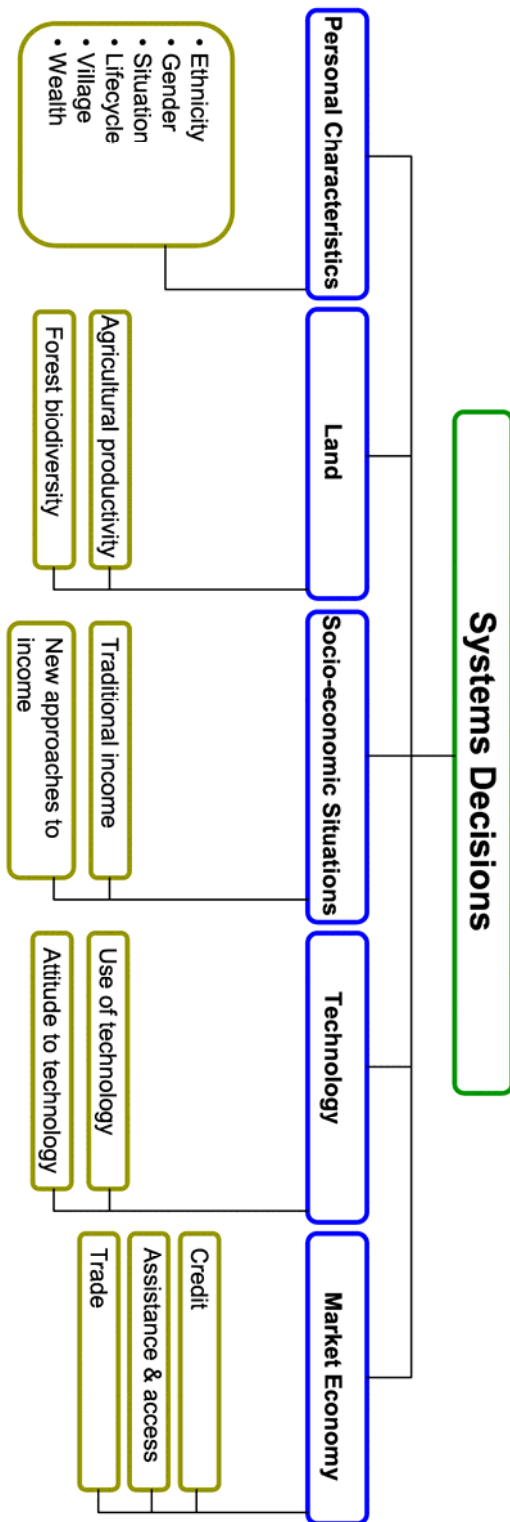 Systems Decisions
Personal Characteristics
• Ethnicity
• Gender
• Situation
• Lifecycle
• Village
• Wealth
Land
Agricultural productivity
Forest biodiversity
Socio-economic Situations
Traditional income
New approaches to
income
Technology
Use of technology
Attitude to technology
Market Economy
Credit
Assistance & access
Trade